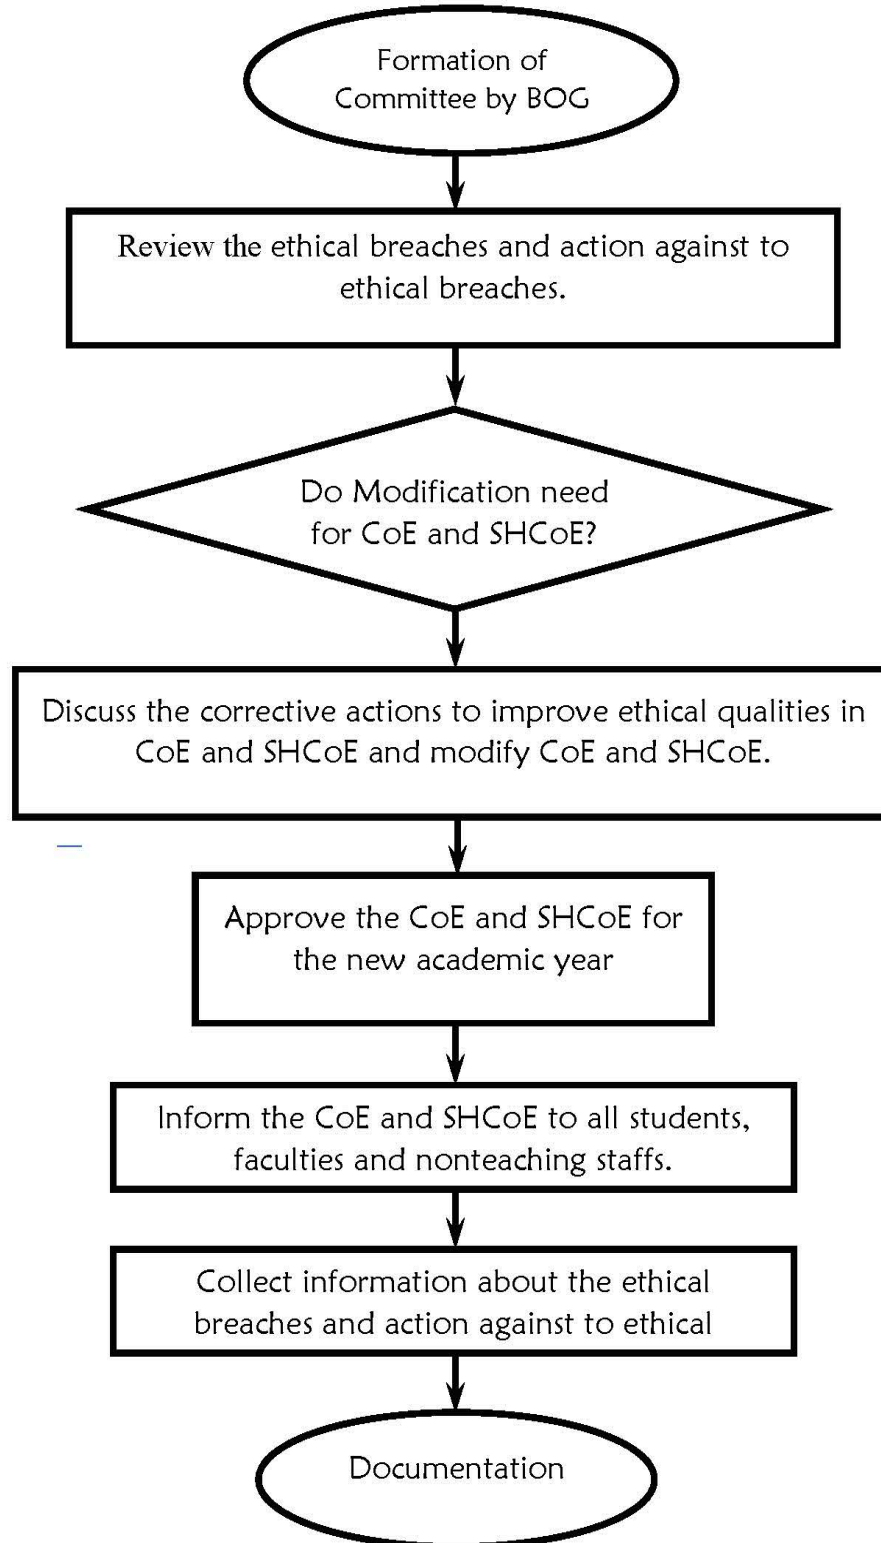 Formation of
Committee by BOG
Review the ethical breaches and action against to
ethical breaches.
Do Modification need
for CoE and SHCoE?
Discuss the corrective actions to improve ethical qualities in
CoE and SHCoE and modify CoE and SHCoE.
Approve the CoE and SHCoE for
the new academic year
Inform the CoE and SHCoE to all students,
faculties and nonteaching staffs.
Collect information about the ethical
breaches and action against to ethical
Documentation